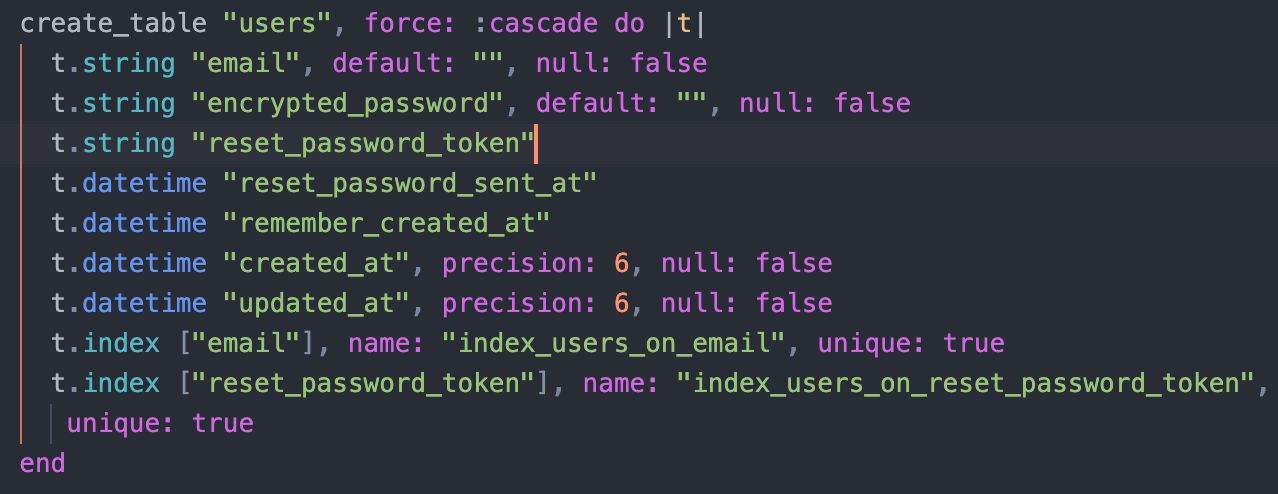 create_table "users", force: :cascade do |t|
t.string "email", default: "", null: false
t.string "encrypted_password", default: "", null: false
t.string "reset_password_token"
t.datetime "reset_password_sent_at"
t.datetime "remember_created_at"
t.datetime "created_at", precision: 6, null: false
t.datetime "updated_at", precision: 6, null: false
t.index ["email"], name: "index_users_on_email", unique: true
t.index ["reset_password_token"], name: "index_users_on_reset_password_token",
unique: true
end